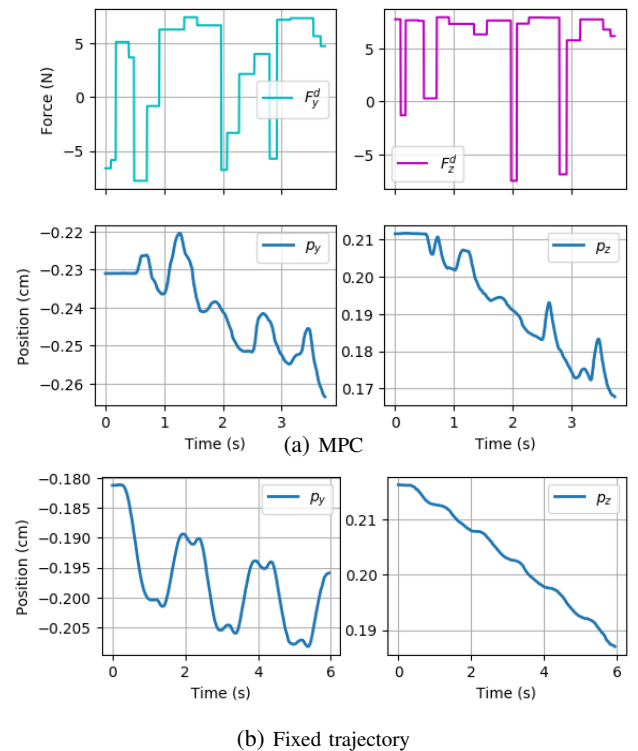 Force (N)
5
0
−5
F_y^d
5
0
−5
F_z^d
Position (cm)
−0.22
−0.23
−0.24
−0.25
−0.26
p_y
0 1 2 3
Time (s)
0.21
0.20
0.19
0.18
0.17
p_z
0 1 2 3
Time (s)
(a) MPC
Position (cm)
−0.180
−0.185
−0.190
−0.195
−0.200
−0.205
p_y
0 2 4 6
Time (s)
0.21
0.20
0.19
p_z
0 2 4 6
Time (s)
(b) Fixed trajectory